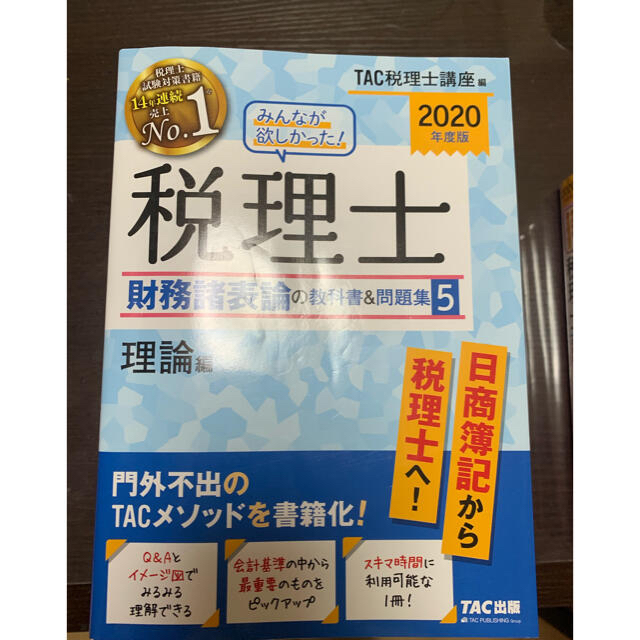 税理士
試験対策書籍
14年連続
売上
No.1
TAC税理士講座 編
みんなが
欲しかった!
2020
年度版
税理士
財務諸表論の教科書&問題集5
理論編
日商簿記から
税理士へ!
門外不出の
TACメソッドを書籍化!
Q&Aと
イメージ図で
みるみる
理解できる
会計基準の中から
最重要のものを
ピックアップ
スキマ時間に
利用可能な
1冊!
TAC出版
TAC PUBLISHING Group